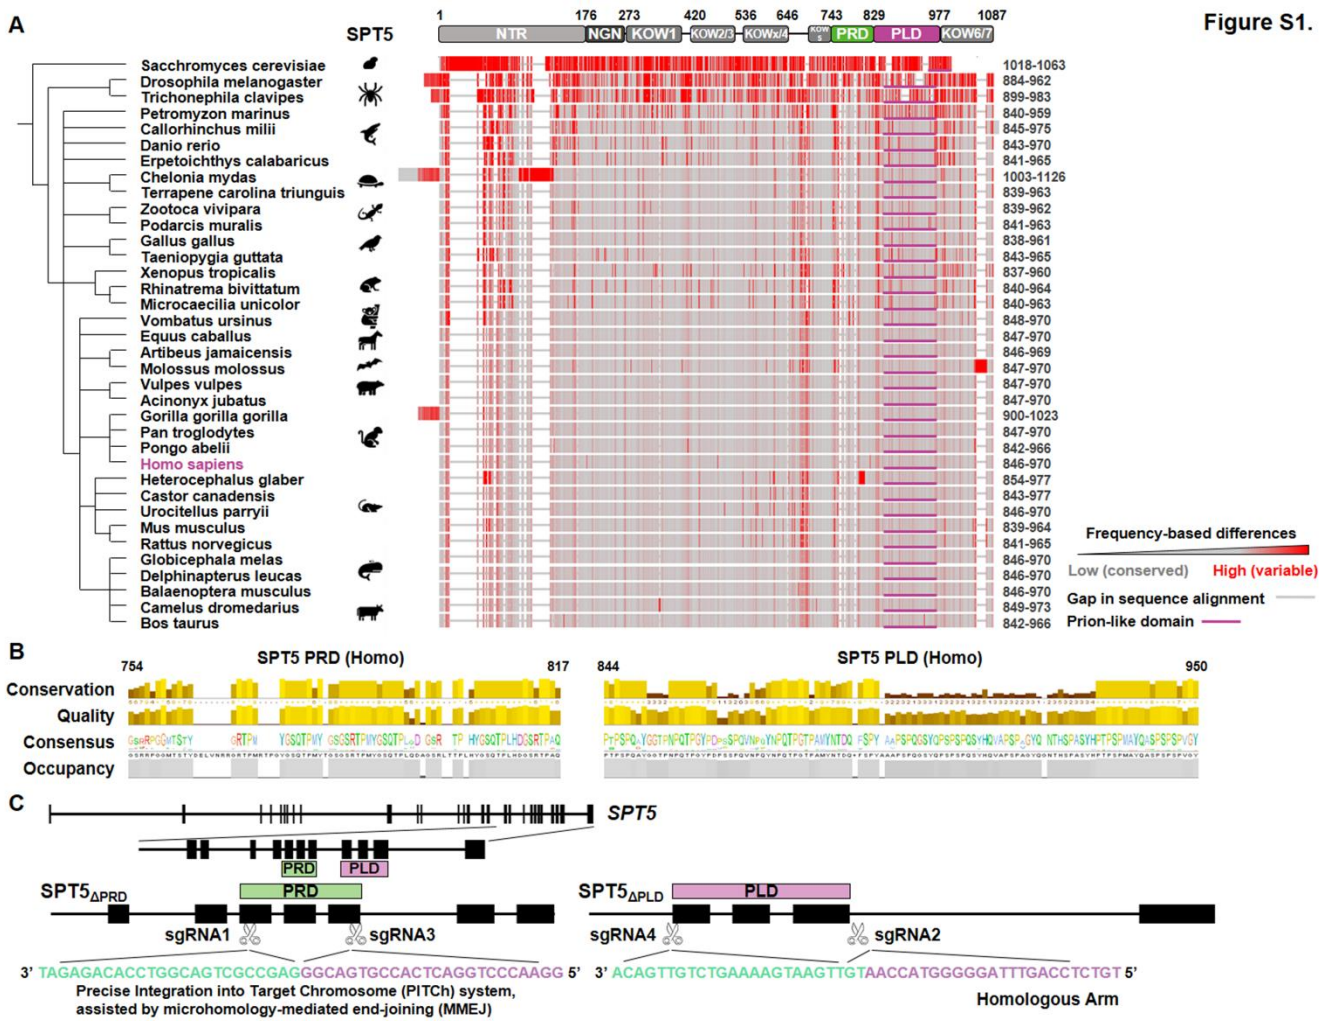 Figure S1.
A
SPT5
1 176 273 420 536 646 743 829 977 1087
NTR NGN KOW1 KOW2/3 KOWx/4 KOW 5 PRD PLD KOW6/7
Sacchromyces cerevisiae 1018-1063
Drosophila melanogaster 884-962
Trichonephila clavipes 899-983
Petromyzon marinus 840-959
Callorhinchus milii 845-975
Danio rerio 843-970
Erpetoichthys calabaricus 841-965
Chelonia mydas 1003-1126
Terrapene carolina triunguis 839-963
Zootoca vivipara 839-962
Podarcis muralis 841-963
Gallus gallus 838-961
Taeniopygia guttata 843-965
Xenopus tropicalis 837-960
Rhinatrema bivittatum 840-964
Microcaecilia unicolor 840-963
Vombatus ursinus 848-970
Equus caballus 847-970
Artibeus jamaicensis 846-969
Molossus molossus 847-970
Vulpes vulpes 847-970
Acinonyx jubatus 847-970
Gorilla gorilla gorilla 900-1023
Pan troglodytes 847-970
Pongo abelii 842-966
Homo sapiens 846-970
Heterocephalus glaber 854-977
Castor canadensis 843-977
Urocitellus parryii 846-970
Mus musculus 839-964
Rattus norvegicus 841-965
Globicephala melas 846-970
Delphinapterus leucas 846-970
Balaenoptera musculus 846-970
Camelus dromedarius 849-973
Bos taurus 842-966
Frequency-based differences
Low (conserved) High (variable)
Gap in sequence alignment
Prion-like domain
B
754 SPT5 PRD (Homo) 817
844 SPT5 PLD (Homo) 950
Conservation
Quality
Consensus
Occupancy
C
SPT5
PRD PLD
SPT5ΔPRD PRD
sgRNA1 sgRNA3
3' TAGAGACACCTGGCAGTCGCCGAGGGCAGTGCCACTCAGGTCCCAAGG 5'
Precise Integration into Target Chromosome (PITCh) system,
assisted by microhomology-mediated end-joining (MMEJ)
SPT5ΔPLD PLD
sgRNA4 sgRNA2
3' ACAGTTGTCTGAAAAGTAAGTTGTAACCATGGGGGATTTGACCTCTGT 5'
Homologous Arm